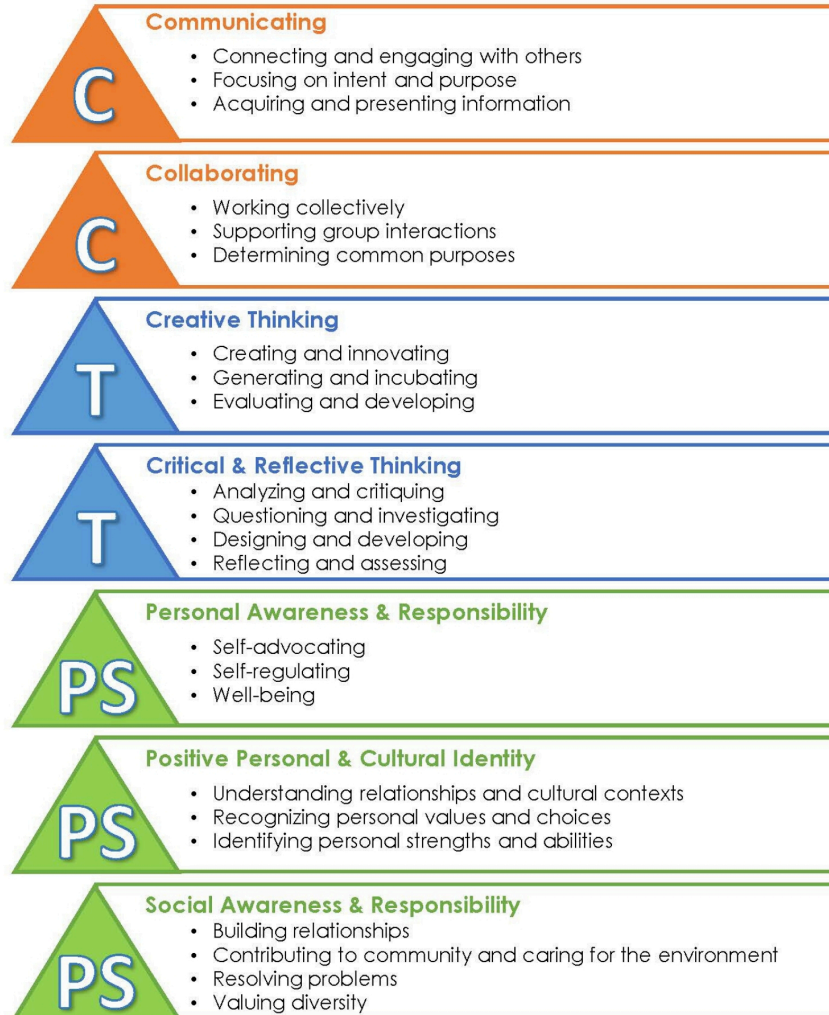 Communicating
• Connecting and engaging with others
• Focusing on intent and purpose
• Acquiring and presenting information
C
Collaborating
• Working collectively
• Supporting group interactions
• Determining common purposes
C
Creative Thinking
• Creating and innovating
• Generating and incubating
• Evaluating and developing
T
Critical & Reflective Thinking
• Analyzing and critiquing
• Questioning and investigating
• Designing and developing
• Reflecting and assessing
T
Personal Awareness & Responsibility
• Self-advocating
• Self-regulating
• Well-being
PS
Positive Personal & Cultural Identity
• Understanding relationships and cultural contexts
• Recognizing personal values and choices
• Identifying personal strengths and abilities
PS
Social Awareness & Responsibility
• Building relationships
• Contributing to community and caring for the environment
• Resolving problems
• Valuing diversity
PS